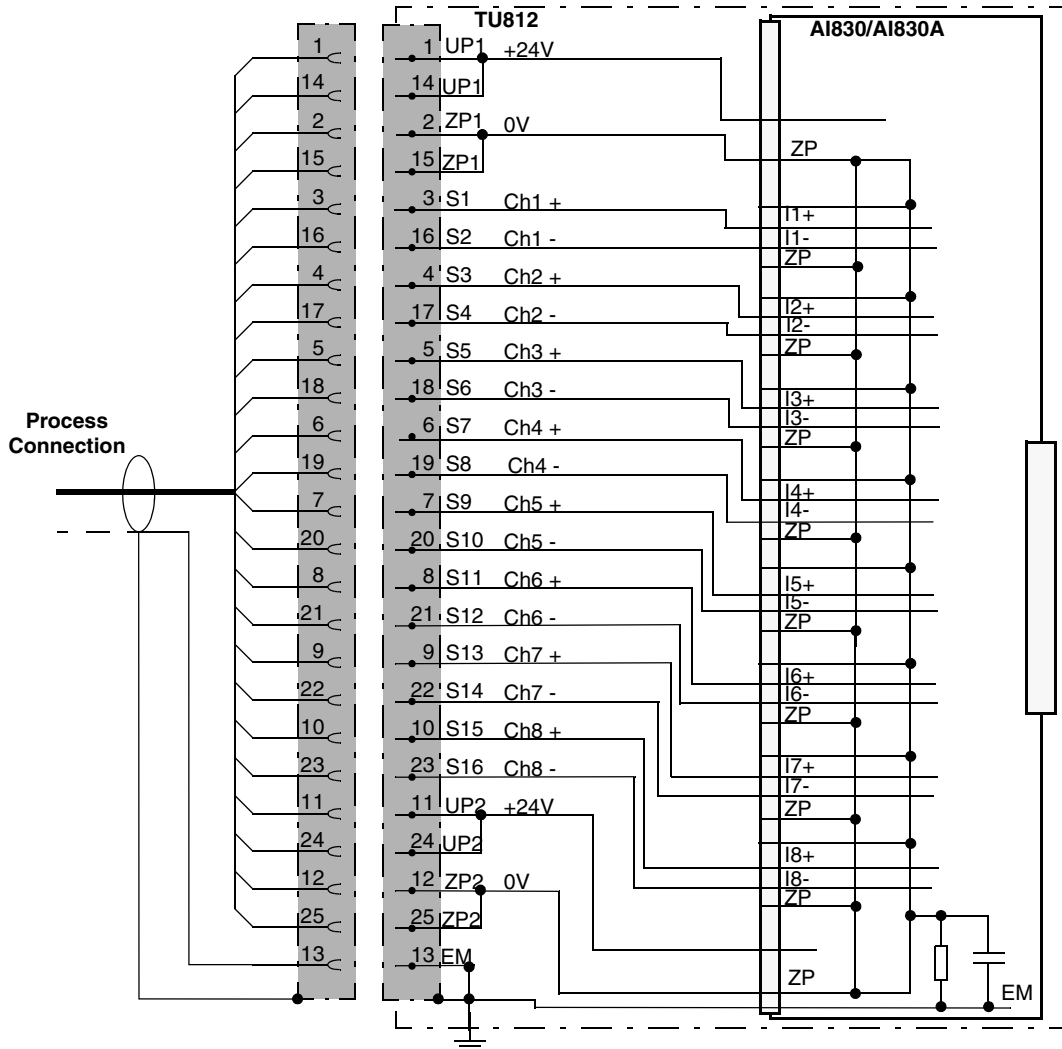 TU812
AI830/AI830A
1 1 UP1 +24V
14 14 UP1
2 2 ZP1 0V
ZP
15 15 ZP1
3 3 S1 Ch1 +
I1+
16 16 S2 Ch1 -
I1-
ZP
4 4 S3 Ch2 +
I2+
17 17 S4 Ch2 -
I2-
ZP
5 5 S5 Ch3 +
18 18 S6 Ch3 -
I3+
I3-
Process
Connection
6 6 S7 Ch4 +
ZP
19 19 S8 Ch4 -
I4+
7 7 S9 Ch5 +
I4-
ZP
20 20 S10 Ch5 -
8 8 S11 Ch6 +
I5+
I5-
21 21 S12 Ch6 -
ZP
9 9 S13 Ch7 +
I6+
22 22 S14 Ch7 -
I6-
ZP
10 10 S15 Ch8 +
23 23 S16 Ch8 -
I7+
I7-
11 11 UP2 +24V
ZP
24 24 UP2
I8+
12 12 ZP2 0V
I8-
ZP
25 25 ZP2
13 13 EM
ZP
EM